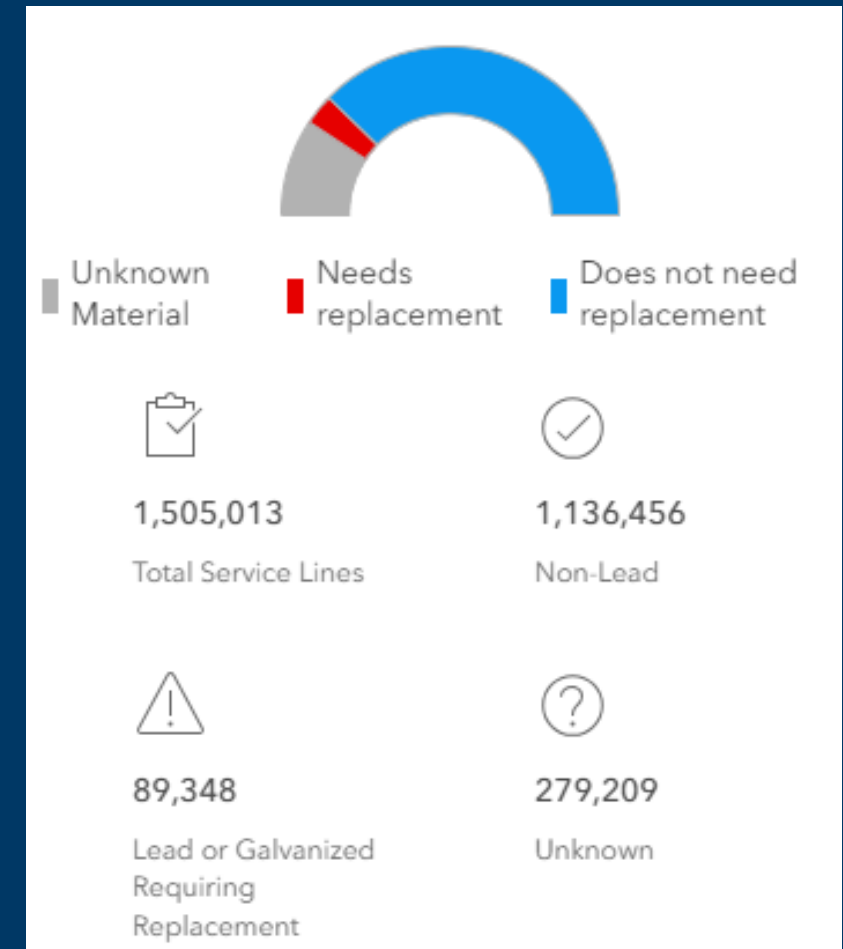 Unknown
Material
Needs
replacement
Does not need
replacement
1,505,013
Total Service Lines
1,136,456
Non-Lead
89,348
Lead or Galvanized
Requiring
Replacement
279,209
Unknown